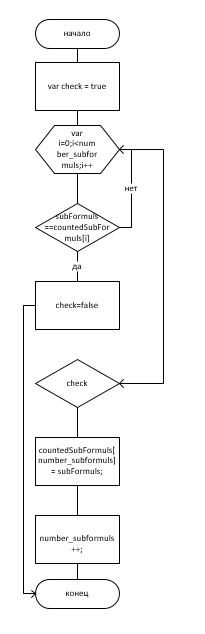 начало
var check = true
var
i=0;i<num
ber_subfor
muls;i++
нет
subFormuls
==countedSubFor
muls[i]
да
check=false
check
countedSubFormuls[
number_subformuls]
= subFormuls;
number_subformuls
++;
конец